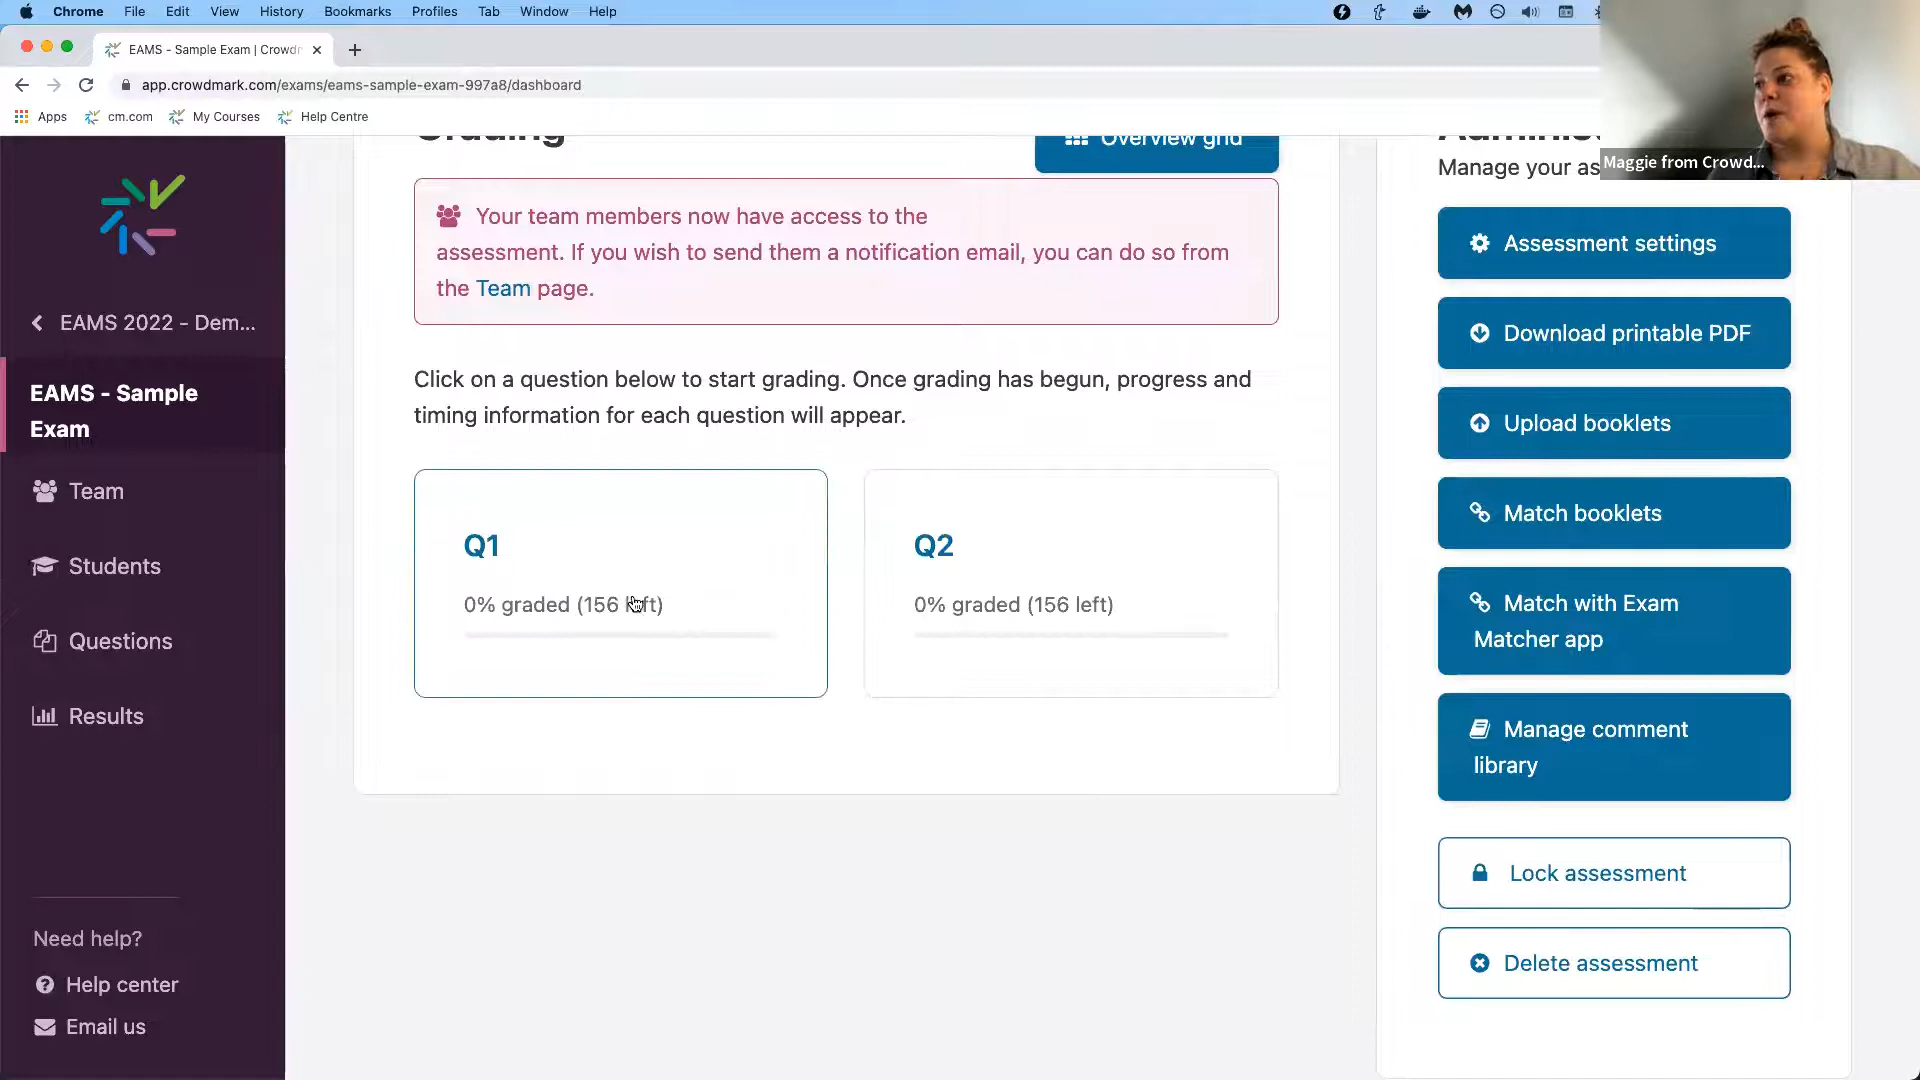 Chrome File Edit View History Bookmarks Profiles Tab Window Help
EAMS - Sample Exam | Crowdr
app.crowdmark.com/exams/eams-sample-exam-997a8/dashboard
Apps cm.com My Courses Help Centre
Maggie from Crowd...
EAMS 2022 - Dem...
EAMS - Sample
Exam
Team
Students
Questions
Results
Need help?
Help center
Email us
Grading
Overview grid
Your team members now have access to the
assessment. If you wish to send them a notification email, you can do so from
the Team page.
Click on a question below to start grading. Once grading has begun, progress and
timing information for each question will appear.
Q1
0% graded (156 left)
Q2
0% graded (156 left)
Manage your as
Assessment settings
Download printable PDF
Upload booklets
Match booklets
Match with Exam
Matcher app
Manage comment
library
Lock assessment
Delete assessment